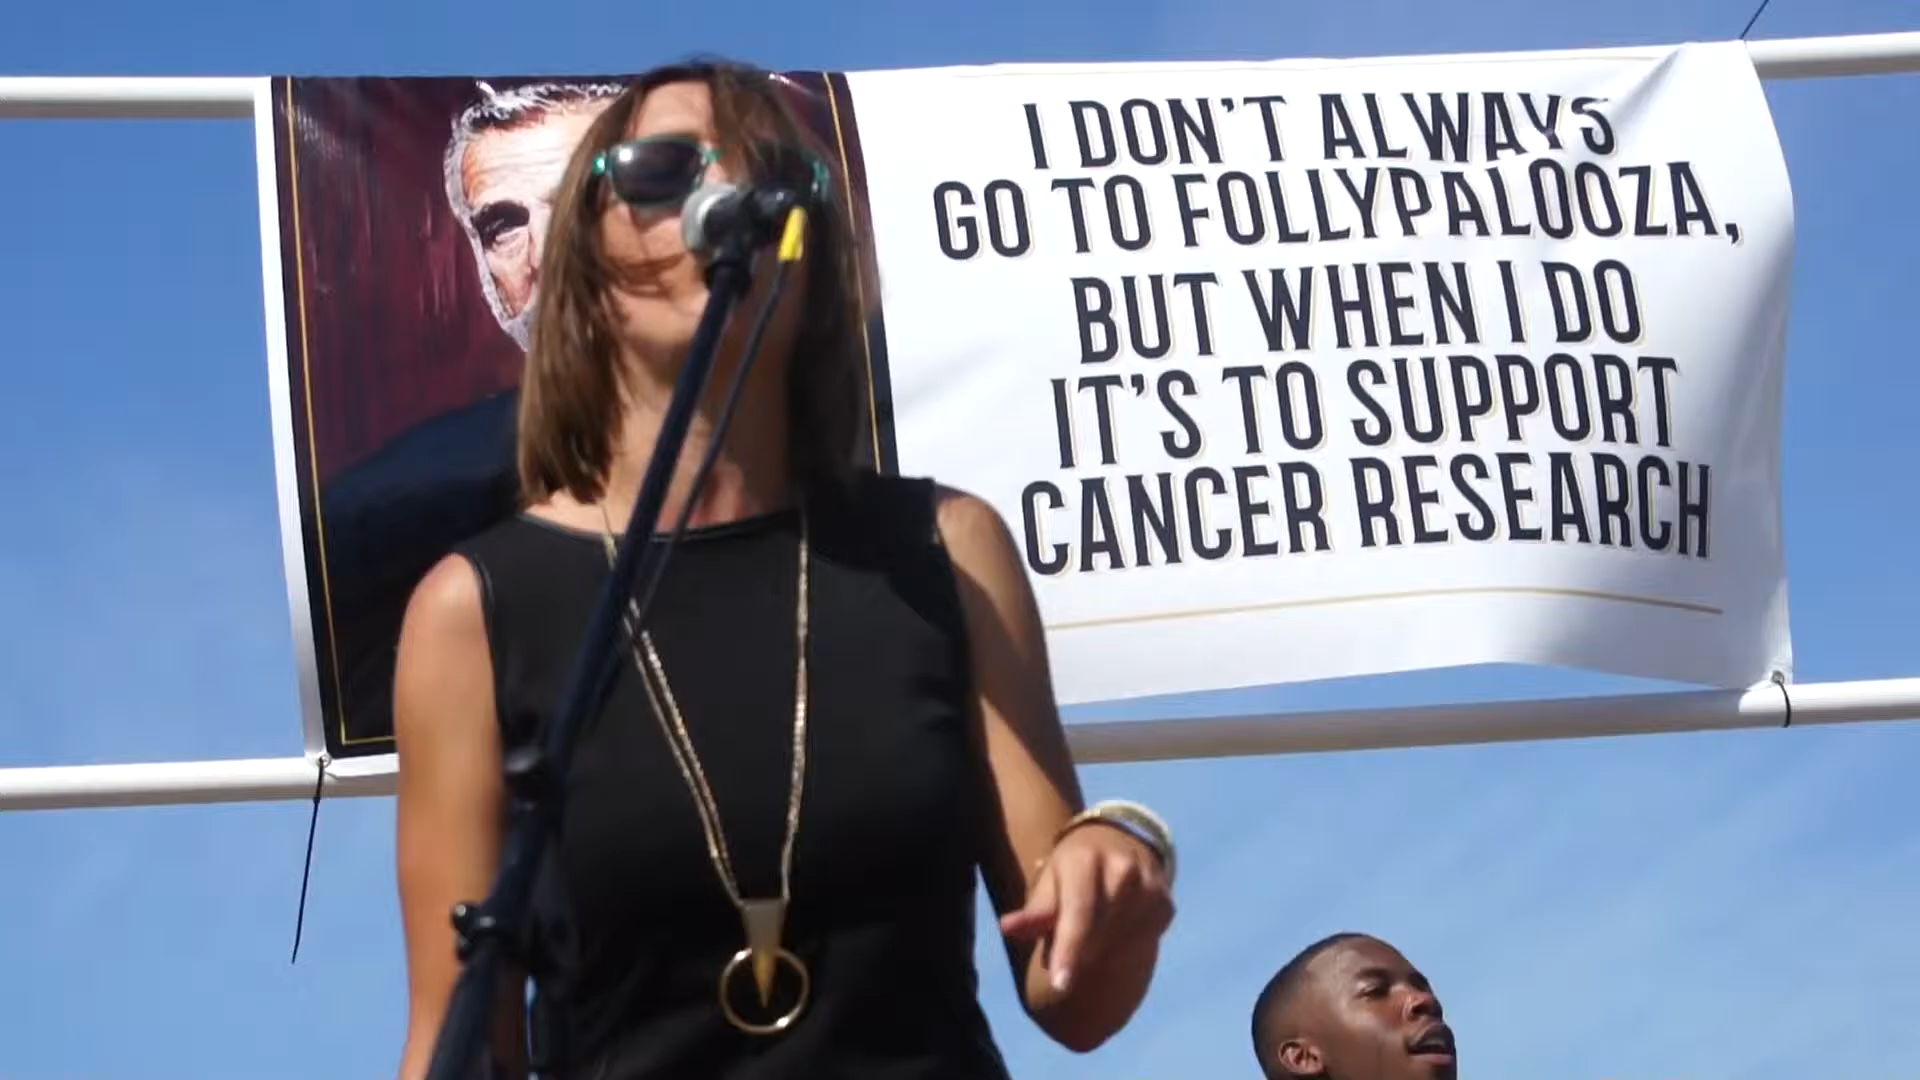 I DON'T ALWAYS
GO TO FOLLYPALOOZA,
BUT WHEN I DO
IT'S TO SUPPORT
CANCER RESEARCH